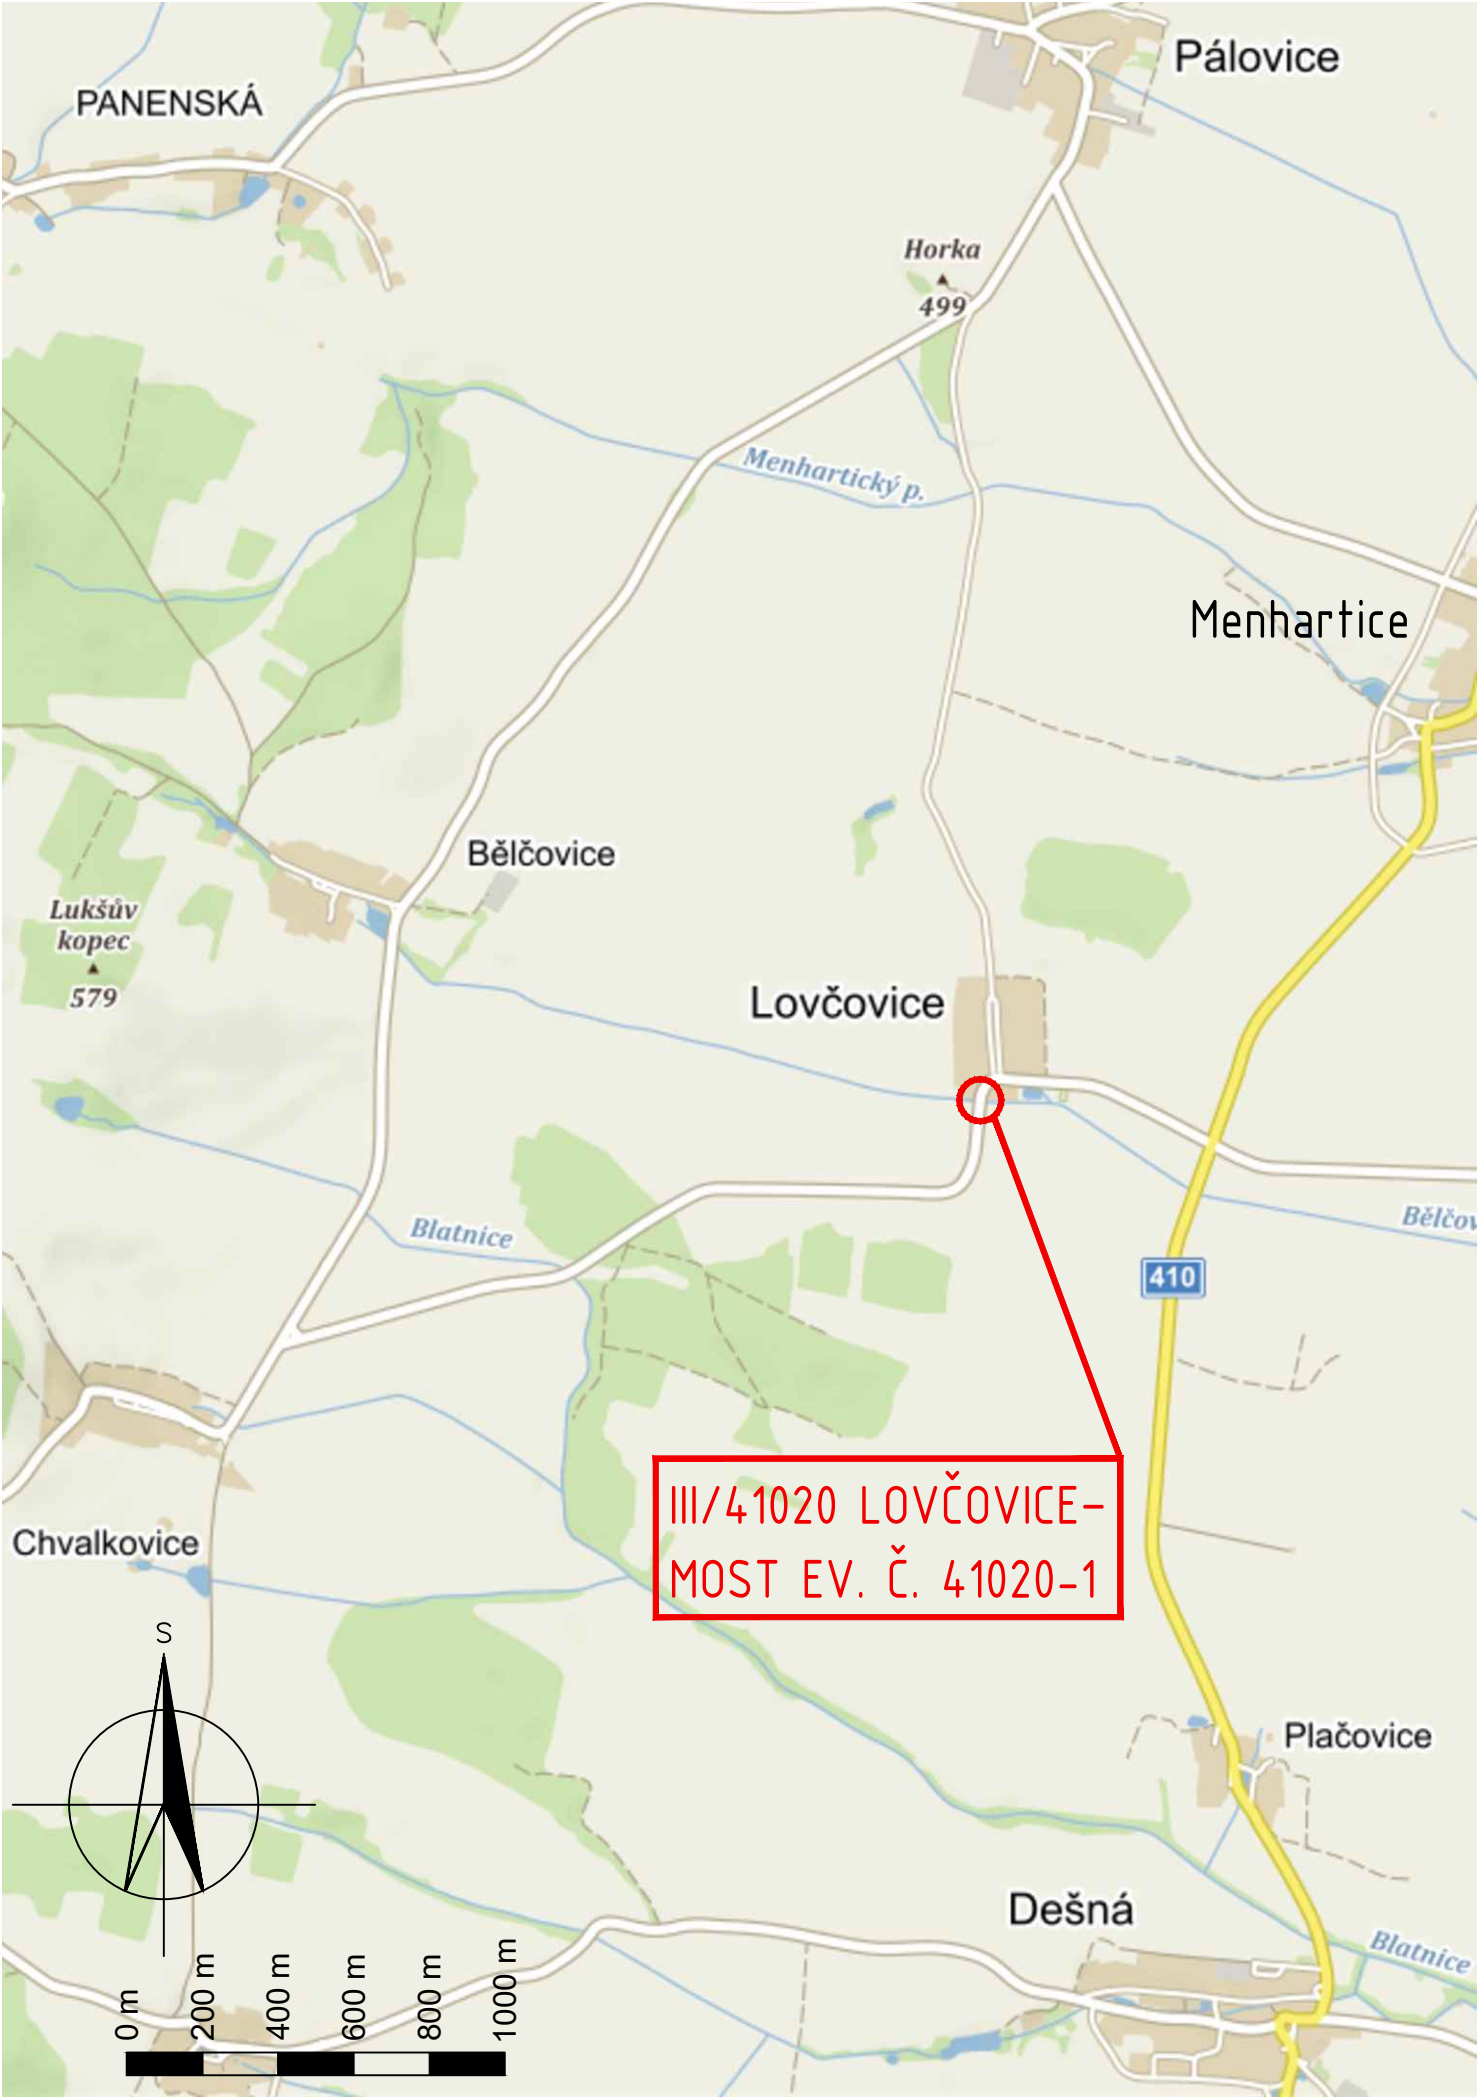 Pálovice
PANENSKÁ
Horka
499
Menhartický p.
Menhartice
Bělčovice
Lukšův
kopec
579
Lovčovice
Bělčov
Blatnice
410
III/41020 LOVČOVICE-
MOST EV. Č. 41020-1
Chvalkovice
S
Plačovice
Dešná
Blatnice
0 m
200 m
400 m
600 m
800 m
1000 m